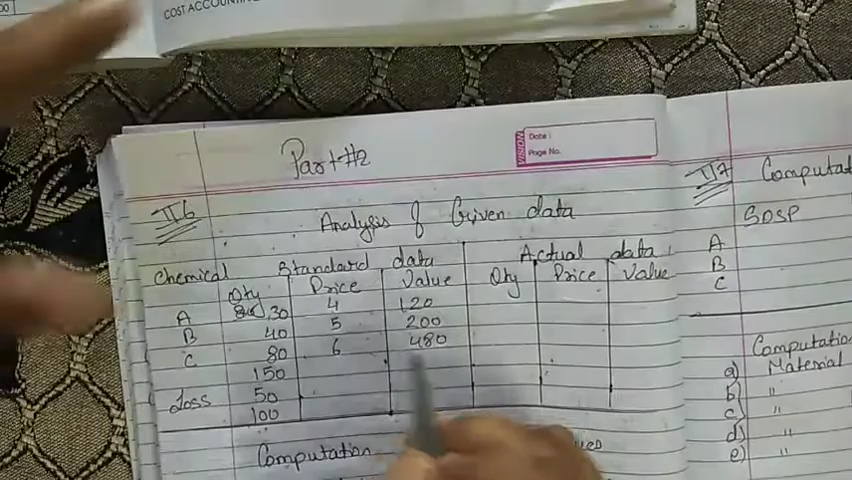 COST ACCOUNTIN
Part #2
VISION
Date :
Page No.
II6
Analysis of Given data
Chemical Standard data Actual data
Qty Price Value Qty Price Value
A 30 4 120
B 40 5 200
C 80 6 480
150
Loss 50
100
Computation
II7 Computat
SOSP
A
B
C
Computation
a) Material
b) "
c) "
d) "
e) "